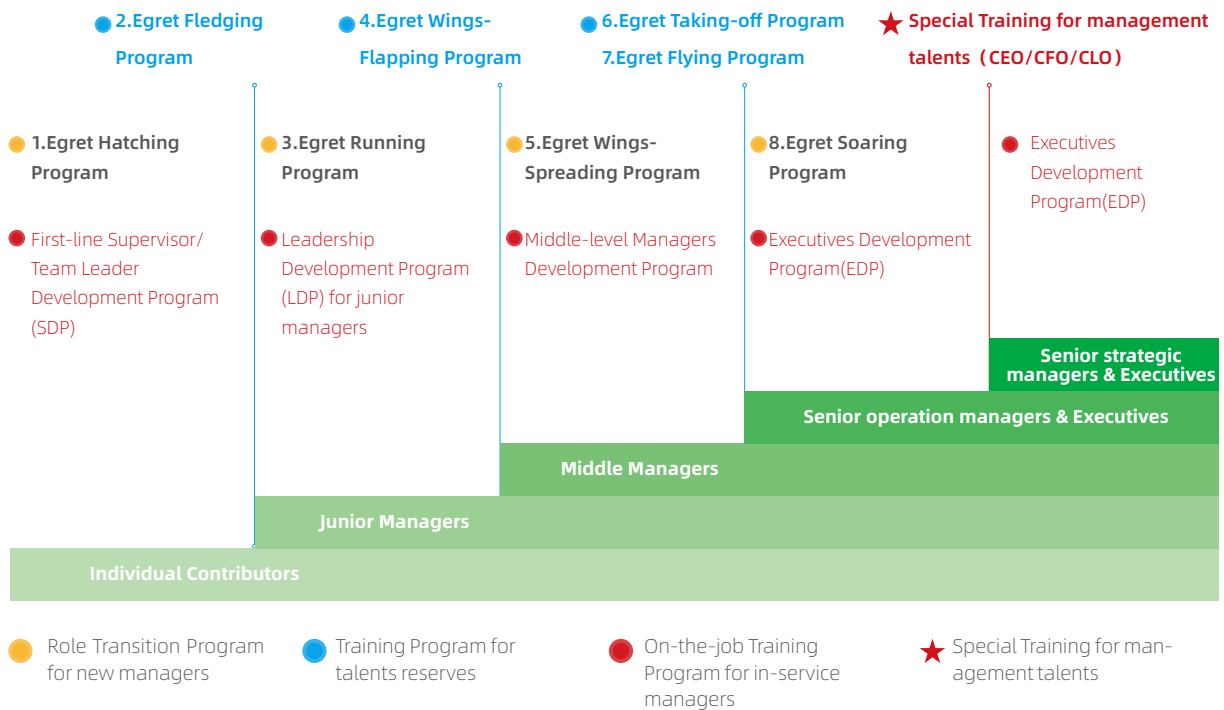 2.Egret Fledging
Program
4.Egret Wings-
Flapping Program
6.Egret Taking-off Program
7.Egret Flying Program
Special Training for management
talents (CEO/CFO/CLO)
1.Egret Hatching
Program
3.Egret Running
Program
5.Egret Wings-
Spreading Program
8.Egret Soaring
Program
Executives
Development
Program(EDP)
First-line Supervisor/
Team Leader
Development Program
(SDP)
Leadership
Development Program
(LDP) for junior
managers
Middle-level Managers
Development Program
Executives Development
Program(EDP)
Senior strategic
managers & Executives
Senior operation managers & Executives
Middle Managers
Junior Managers
Individual Contributors
Role Transition Program
for new managers
Training Program for
talents reserves
On-the-job Training
Program for in-service
managers
Special Training for man-
agement talents